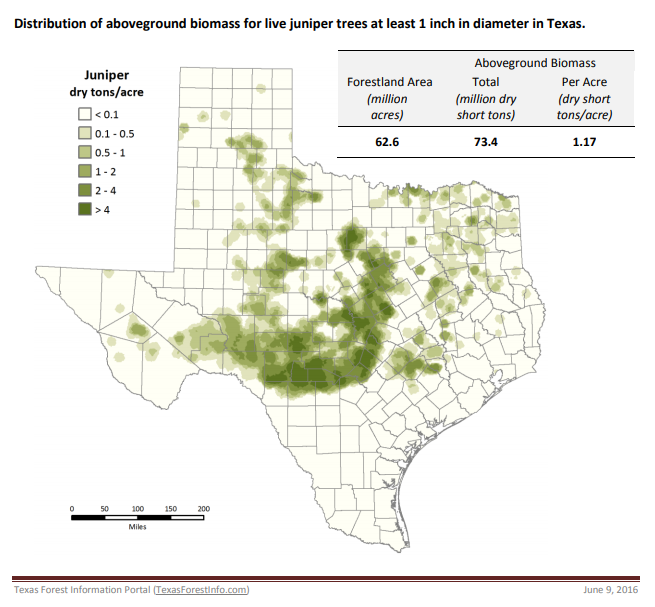 Distribution of aboveground biomass for live juniper trees at least 1 inch in diameter in Texas.
Juniper
dry tons/acre
< 0.1
0.1 - 0.5
0.5 - 1
1 - 2
2 - 4
> 4
Aboveground Biomass
Forestland Area Total Per Acre
(million (million dry (dry short
acres) short tons) tons/acre)
62.6 73.4 1.17
0 50 100 150 200
Miles
Texas Forest Information Portal (TexasForestInfo.com) June 9, 2016